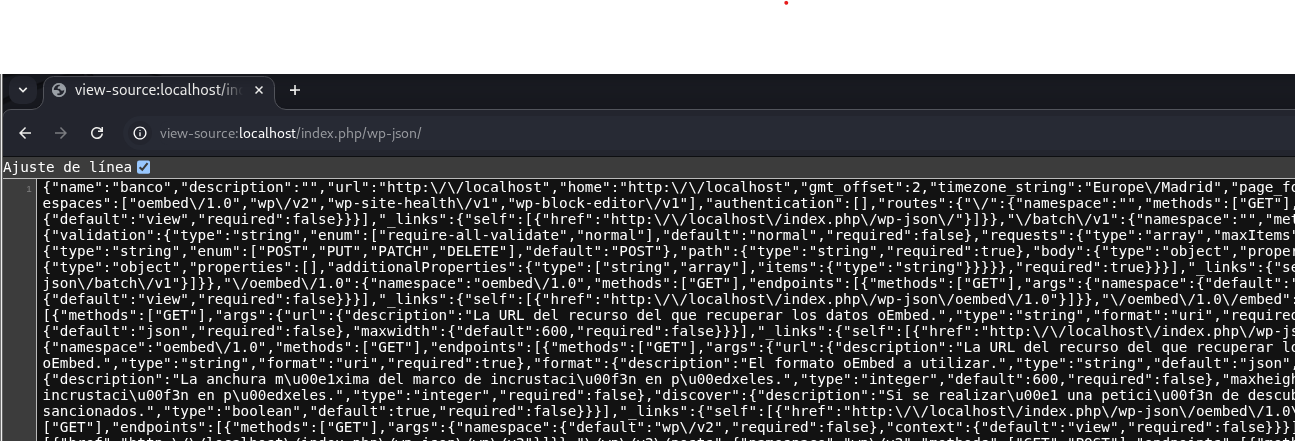 view-source:localhost/ind
view-source:localhost/index.php/wp-json/
Ajuste de línea
1
{"name":"banco","description":"","url":"http:\/\/localhost","home":"http:\/\/localhost","gmt_offset":2,"timezone_string":"Europe\/Madrid","page_fo
espaces":["oembed\/1.0","wp\/v2","wp-site-health\/v1","wp-block-editor\/v1"],"authentication":[],"routes":{"\/":{"namespace":"","methods":["GET"],
{"default":"view","required":false}}}],"_links":{"self":[{"href":"http:\/\/localhost\/index.php\/wp-json\/"}]}},"\/batch\/v1":{"namespace":"","met
{"validation":{"type":"string","enum":["require-all-validate","normal"],"default":"normal","required":false},"requests":{"type":"array","maxItems"
{"type":"string","enum":["POST","PUT","PATCH","DELETE"],"default":"POST"},"path":{"type":"string","required":true},"body":{"type":"object","proper
{"type":"object","properties":[],"additionalProperties":{"type":["string","array"],"items":{"type":"string"}}}}},"required":true}}}],"_links":{"se
json\/batch\/v1"}]}},"\/oembed\/1.0":{"namespace":"oembed\/1.0","methods":["GET"],"endpoints":[{"methods":["GET"],"args":{"namespace":{"default":"
{"default":"view","required":false}}}],"_links":{"self":[{"href":"http:\/\/localhost\/index.php\/wp-json\/oembed\/1.0"}]}},"\/oembed\/1.0\/embed":
[{"methods":["GET"],"args":{"url":{"description":"La URL del recurso del que recuperar los datos oEmbed.","type":"string","format":"uri","required
{"default":"json","required":false},"maxwidth":{"default":600,"required":false}}}],"_links":{"self":[{"href":"http:\/\/localhost\/index.php\/wp-js
{"namespace":"oembed\/1.0","methods":["GET"],"endpoints":[{"methods":["GET"],"args":{"url":{"description":"La URL del recurso del que recuperar lo
oEmbed.","type":"string","format":"uri","required":true},"format":{"description":"El formato oEmbed a utilizar.","type":"string","default":"json",
{"description":"La anchura m\u00e1xima del marco de incrustaci\u00f3n en p\u00edxeles.","type":"integer","default":600,"required":false},"maxheigh
incrustaci\u00f3n en p\u00edxeles.","type":"integer","required":false},"discover":{"description":"Si se realizar\u00e1 una petici\u00f3n de descub
sancionados.","type":"boolean","default":true,"required":false}}}],"_links":{"self":[{"href":"http:\/\/localhost\/index.php\/wp-json\/oembed\/1.0\
["GET"],"endpoints":[{"methods":["GET"],"args":{"namespace":{"default":"wp\/v2","required":false},"context":{"default":"view","required":false}}}]